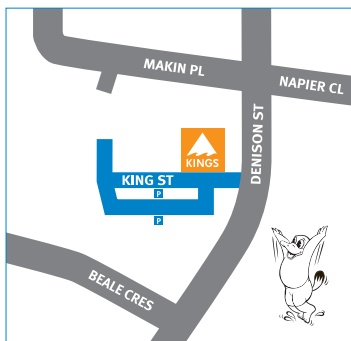 MAKIN PL
NAPIER CL
DENISON ST
KINGS
KING ST
P
P
BEALE CRES